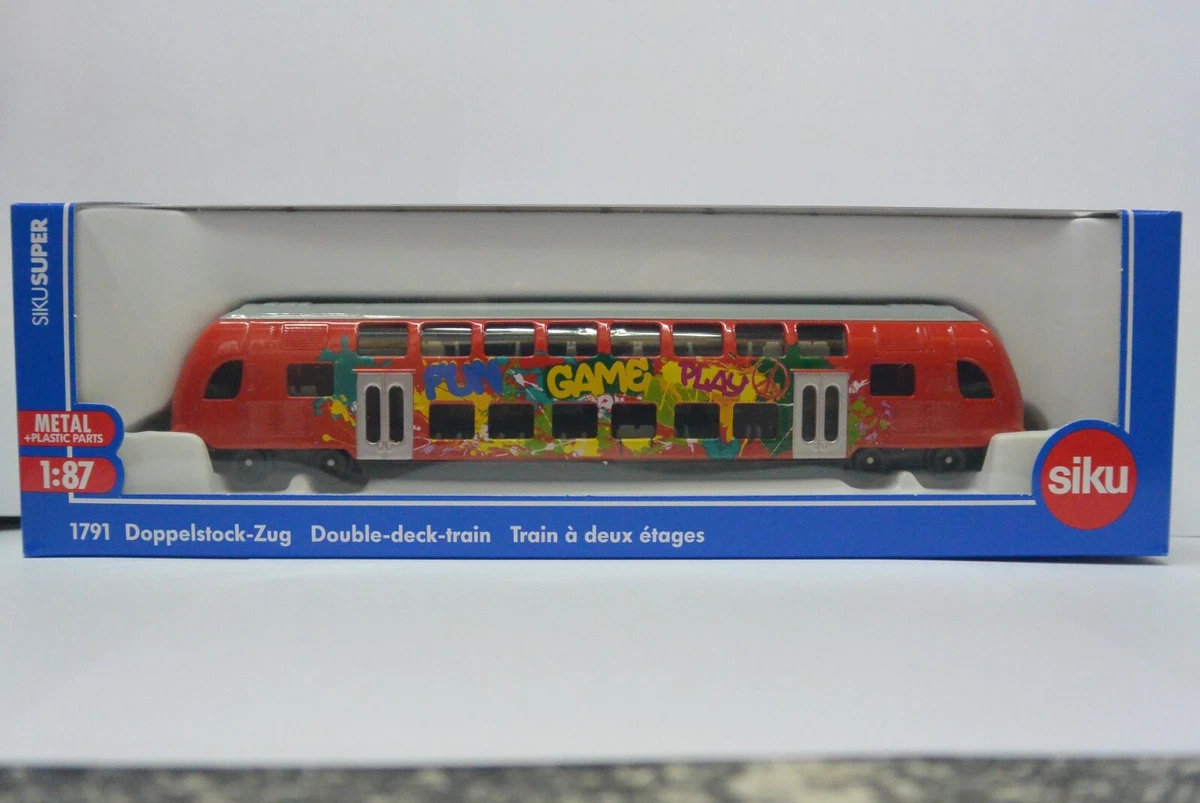 SIKUSUPER
FUN GAME PLAY
METAL
+PLASTIC PARTS
1:87
siku
1791 Doppelstock-Zug Double-deck-train Train à deux étages